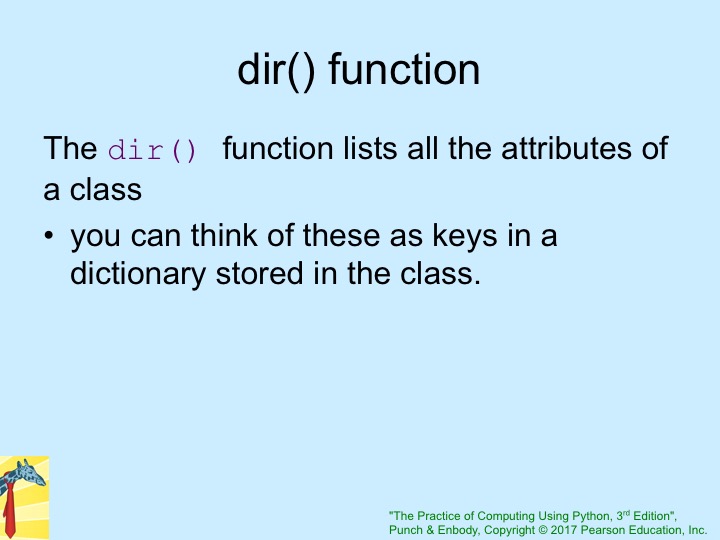 dir() function
The dir() function lists all the attributes of
a class
• you can think of these as keys in a
dictionary stored in the class.
"The Practice of Computing Using Python, 3rd Edition",
Punch & Enbody, Copyright © 2017 Pearson Education, Inc.